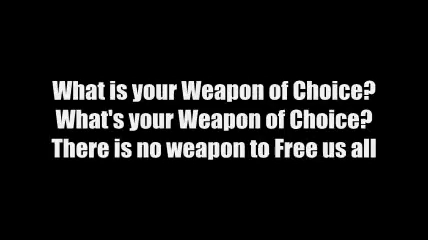 What is your Weapon of Choice?
What's your Weapon of Choice?
There is no weapon to Free us all